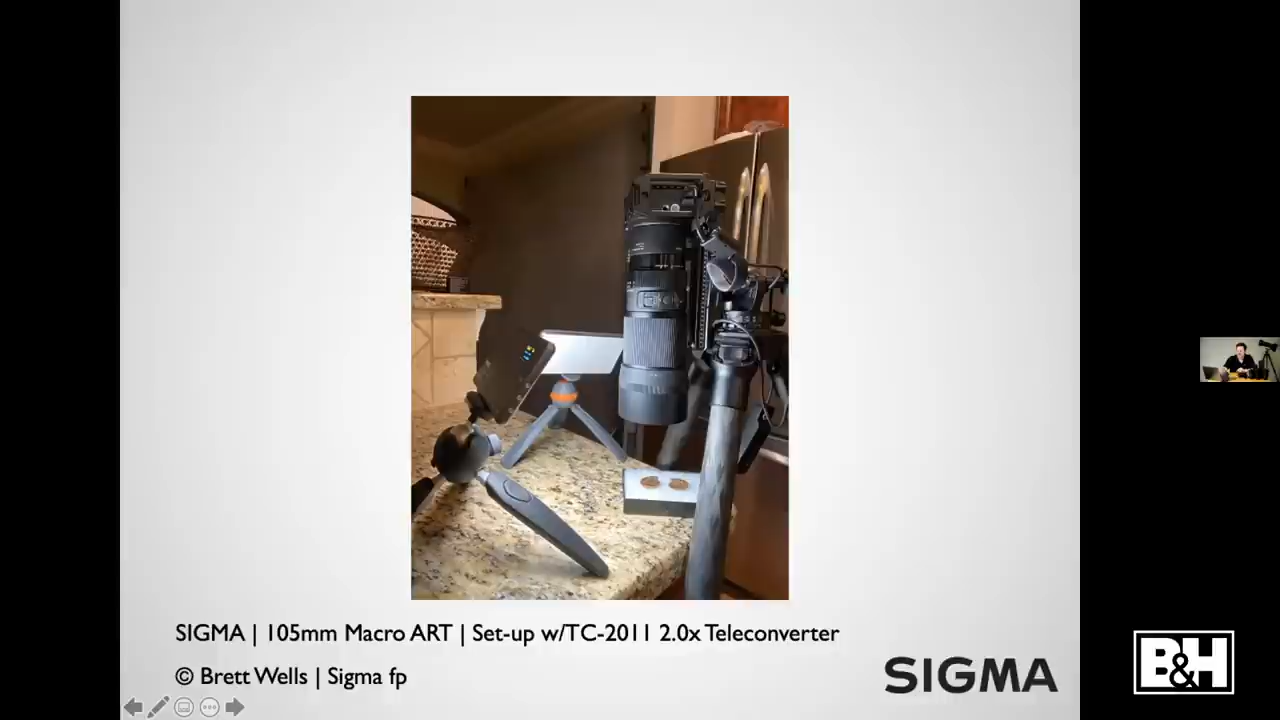 SIGMA | 105mm Macro ART | Set-up w/TC-2011 2.0x Teleconverter
© Brett Wells | Sigma fp
SIGMA
B&H